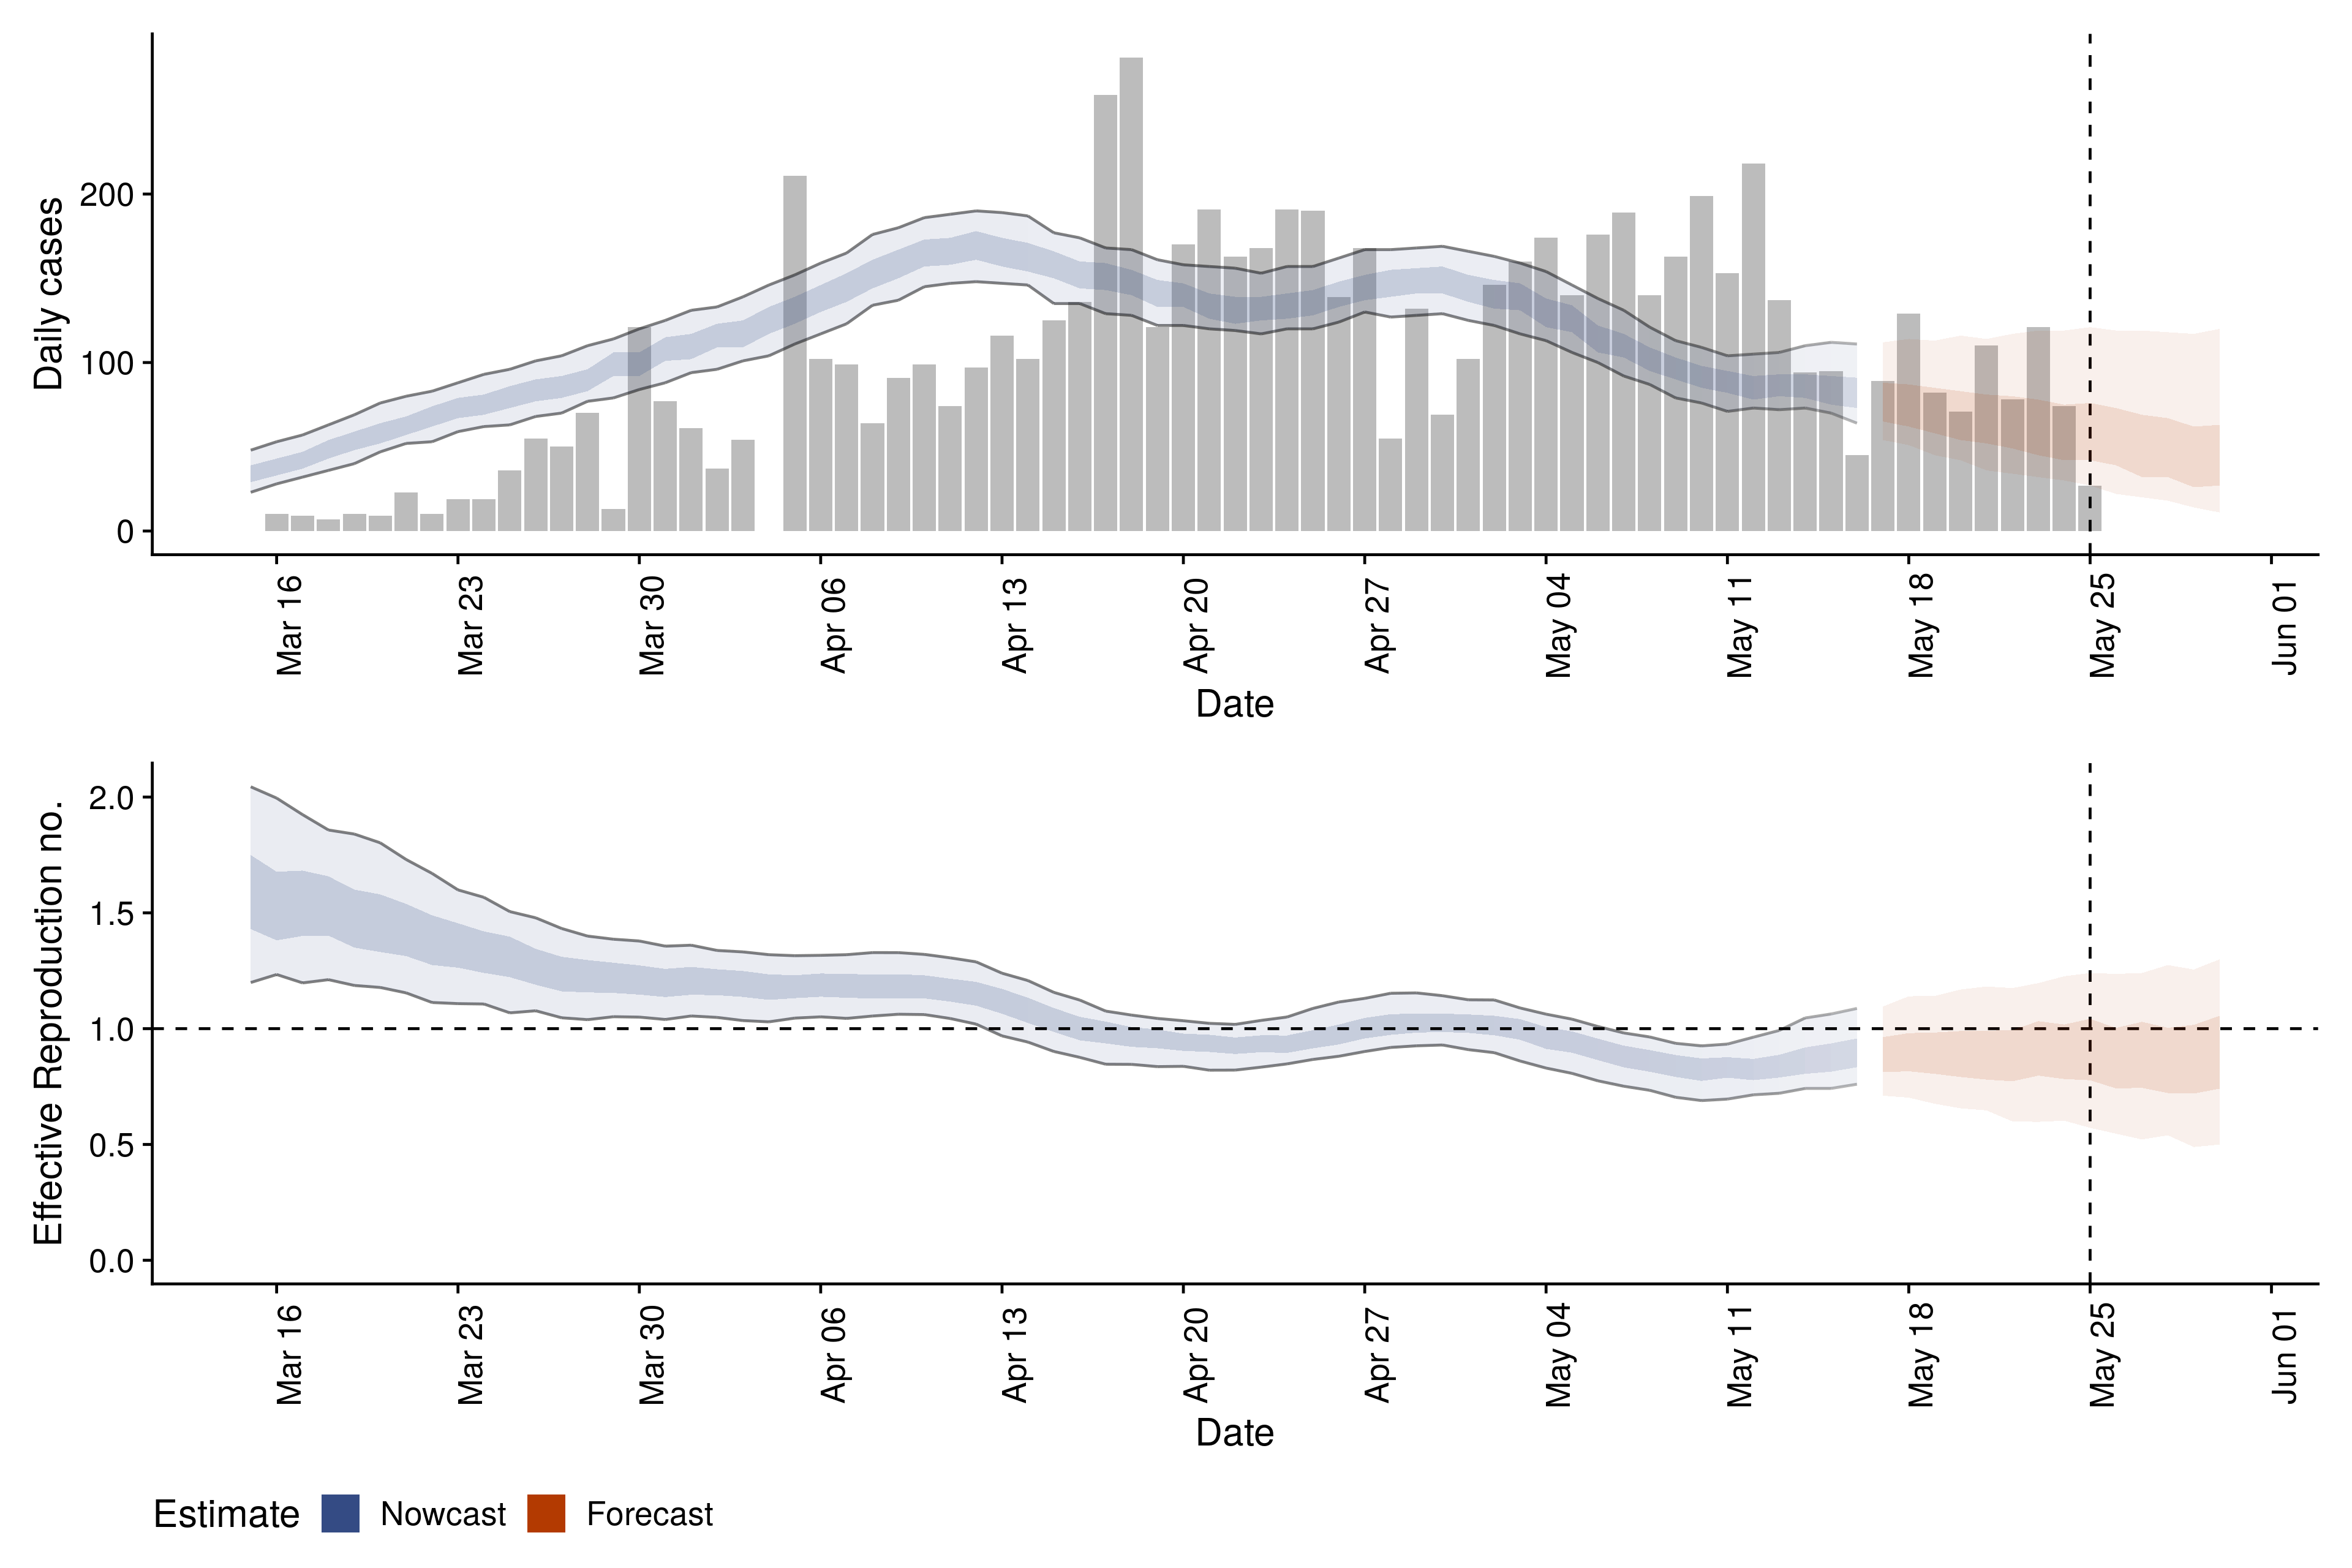 Daily cases
200
100
0
Mar 16
Mar 23
Mar 30
Apr 06
Apr 13
Apr 20
Apr 27
May 04
May 11
May 18
May 25
Jun 01
Date
Effective Reproduction no.
2.0
1.5
1.0
0.5
0.0
Mar 16
Mar 23
Mar 30
Apr 06
Apr 13
Apr 20
Apr 27
May 04
May 11
May 18
May 25
Jun 01
Date
Estimate Nowcast Forecast